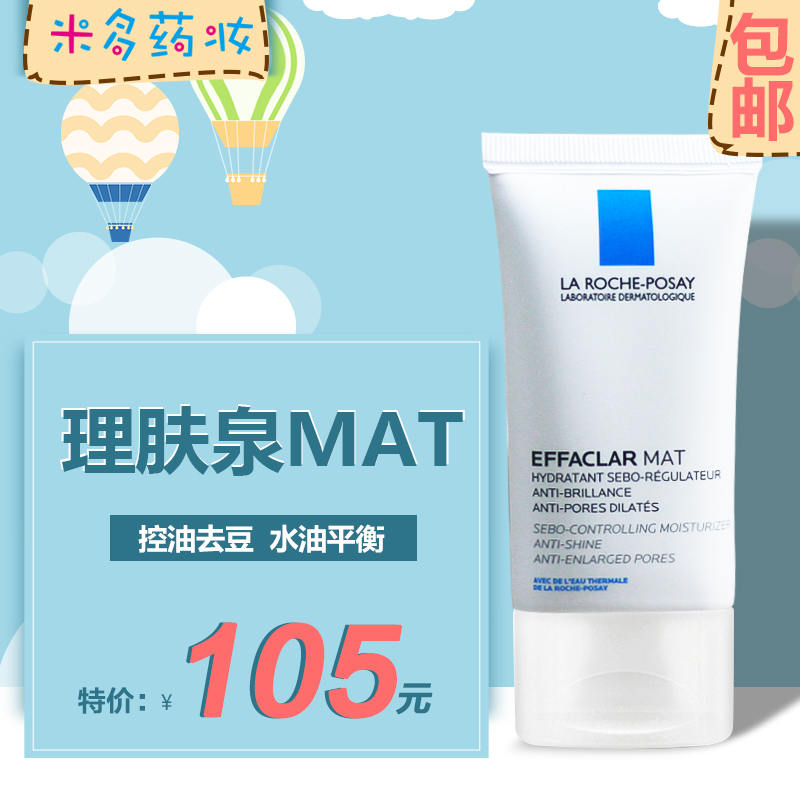 米多药妆
包邮
LA ROCHE-POSAY
LABORATOIRE DERMATOLOGIQUE
理肤泉MAT
控油去豆 水油平衡
特价：¥ 105元
EFFACLAR MAT
HYDRATANT SEBO-RÉGULATEUR
ANTI-BRILLANCE
ANTI-PORES DILATÉS
SEBO-CONTROLLING MOISTURIZER
ANTI-SHINE
ANTI-ENLARGED PORES
AVEC DE L'EAU THERMALE
DE LA ROCHE-POSAY